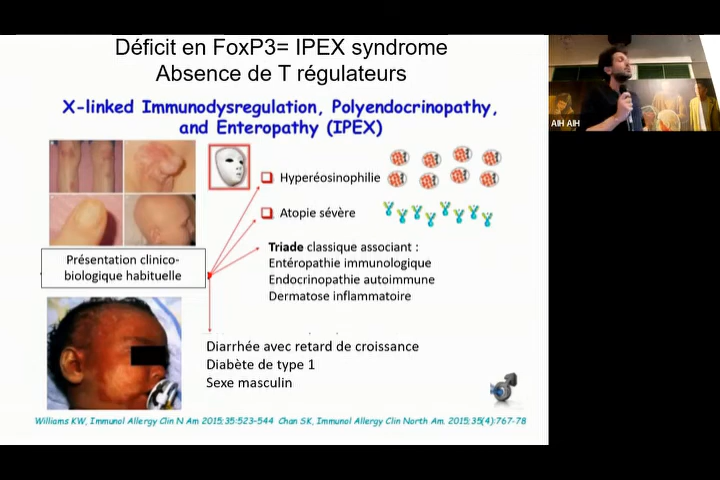 Déficit en FoxP3= IPEX syndrome
Absence de T régulateurs
X-linked Immunodysregulation, Polyendocrinopathy,
and Enteropathy (IPEX)
Hyperéosinophilie
Atopie sévère
Présentation clinico-
biologique habituelle
Triade classique associant :
Entéropathie immunologique
Endocrinopathie autoimmune
Dermatose inflammatoire
Diarrhée avec retard de croissance
Diabète de type 1
Sexe masculin
Williams KW, Immunol Allergy Clin N Am 2015;35:523-544 Chan SK, Immunol Allergy Clin North Am. 2015;35(4):767-78
AIH AIH